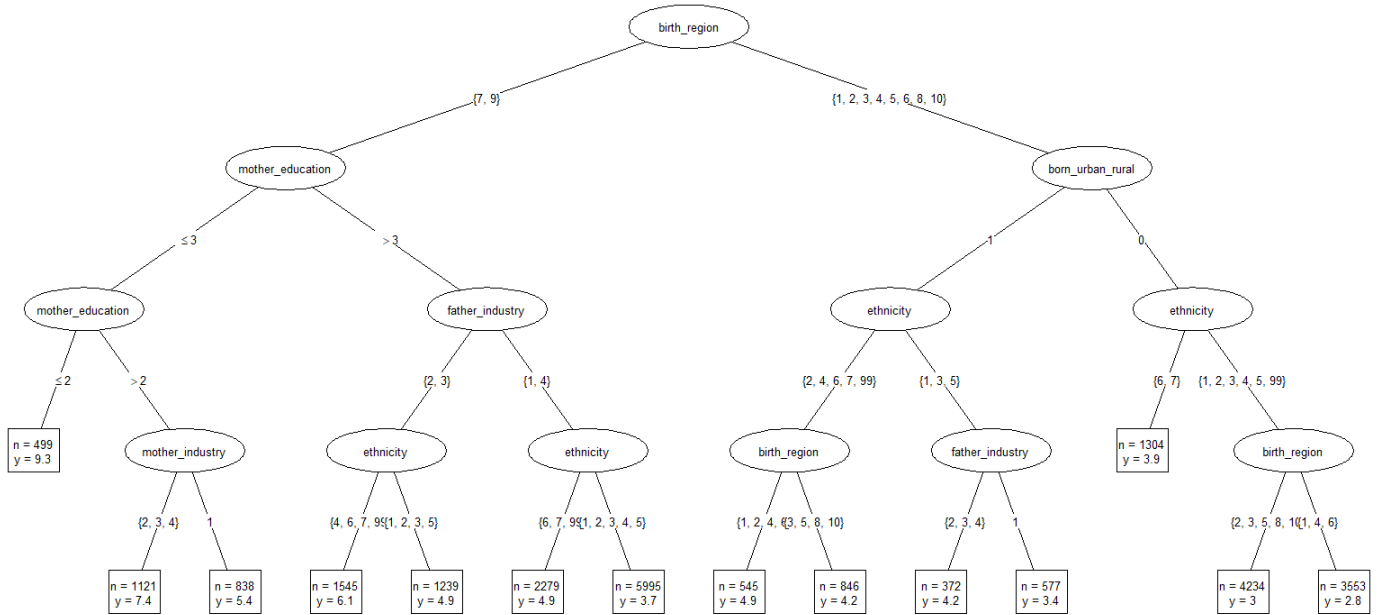 birth_region
{7, 9}
{1, 2, 3, 4, 5, 6, 8, 10}
mother_education
born_urban_rural
≤ 3
> 3
1
0
mother_education
father_industry
ethnicity
ethnicity
≤ 2
> 2
{2, 3}
{1, 4}
{2, 4, 6, 7, 99}
{1, 3, 5}
{6, 7}
{1, 2, 3, 4, 5, 99}
n = 499
y = 9.3
mother_industry
ethnicity
ethnicity
birth_region
father_industry
n = 1304
y = 3.9
birth_region
{2, 3, 4}
1
{4, 6, 7, 99
{1, 2, 3, 5}
{6, 7, 99
{1, 2, 3, 4, 5}
{1, 2, 4, 6
{3, 5, 8, 10}
{2, 3, 4}
1
{2, 3, 5, 8, 10
{1, 4, 6}
n = 1121
y = 7.4
n = 838
y = 5.4
n = 1545
y = 6.1
n = 1239
y = 4.9
n = 2279
y = 4.9
n = 5995
y = 3.7
n = 545
y = 4.9
n = 846
y = 4.2
n = 372
y = 4.2
n = 577
y = 3.4
n = 4234
y = 3
n = 3553
y = 2.8